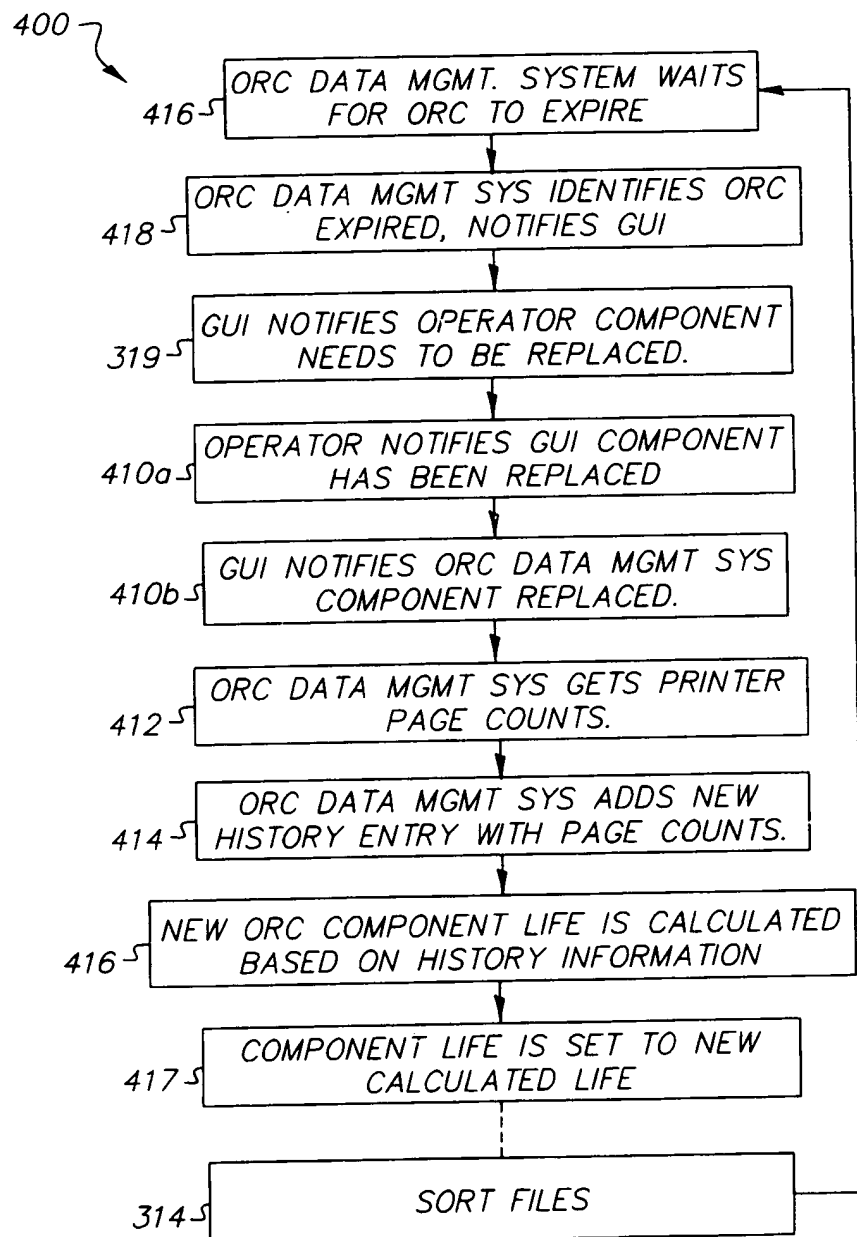 400
416
ORC DATA MGMT. SYSTEM WAITS
FOR ORC TO EXPIRE
418
ORC DATA MGMT SYS IDENTIFIES ORC
EXPIRED, NOTIFIES GUI
319
GUI NOTIFIES OPERATOR COMPONENT
NEEDS TO BE REPLACED.
410a
OPERATOR NOTIFIES GUI COMPONENT
HAS BEEN REPLACED
410b
GUI NOTIFIES ORC DATA MGMT SYS
COMPONENT REPLACED.
412
ORC DATA MGMT SYS GETS PRINTER
PAGE COUNTS.
414
ORC DATA MGMT SYS ADDS NEW
HISTORY ENTRY WITH PAGE COUNTS.
416
NEW ORC COMPONENT LIFE IS CALCULATED
BASED ON HISTORY INFORMATION
417
COMPONENT LIFE IS SET TO NEW
CALCULATED LIFE
314
SORT FILES